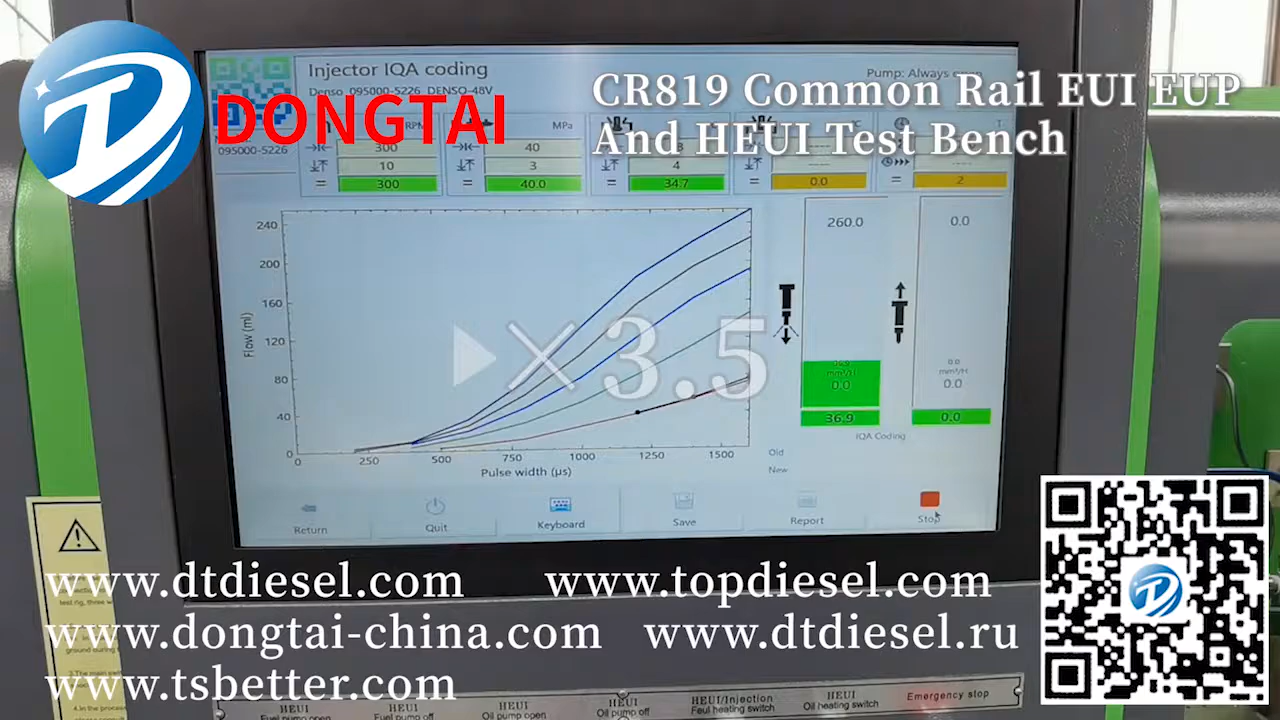 DONGTAI
CR819 Common Rail EUI EUP
And HEUI Test Bench
Injector IQA coding
Denso 095000-5226 DENSO-48V
Pump: Always
095000-5226
RPM
300
10
= 300
MPa
40
3
= 40.0
4
= 34.7
°C
----
= 0.0
T
----
= 2
Flow (ml)
240
200
160
120
80
40
0
0 250 500 750 1000 1250 1500
Pulse width (µs)
×3.5
260.0
mm³/H
0.0
36.9
0.0
0.0
mm³/H
0.0
0.0
IQA Coding
Old
New
Return
Quit
Keyboard
Save
Report
Stop
www.dtdiesel.com www.topdiesel.com
www.dongtai-china.com www.dtdiesel.ru
www.tsbetter.com
HEUI
Fuel pump open
HEUI
Fuel pump off
HEUI
Oil pump open
HEUI
Oil pump off
HEUI/Injection
Feul heating switch
HEUI
Oil heating switch
Emergency stop